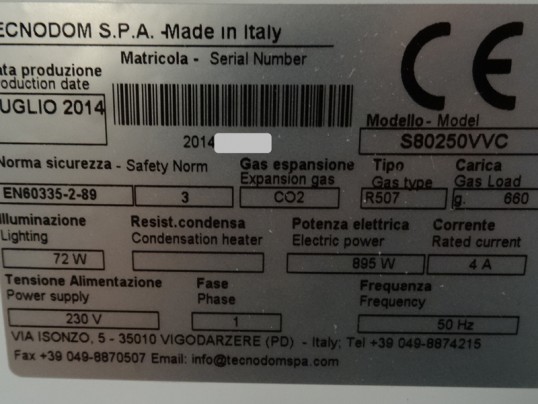 ECNODOM S.P.A. -Made in Italy
Matricola - Serial Number
ata produzione
oduction date
UGLIO 2014
2014
CE
Modello - Model
S80250VVC
Norma sicurezza - Safety Norm
EN60335-2-89
3
Gas espansione
Expansion gas
CO2
Tipo
Gas type
R507
Carica
Gas Load
g. 660
Illuminazione
Lighting
72 W
Resist.condensa
Condensation heater
Potenza elettrica
Electric power
895 W
Corrente
Rated current
4 A
Tensione Alimentazione
Power supply
230 V
Fase
Phase
1
Frequenza
Frequency
50 Hz
VIA ISONZO, 5 - 35010 VIGODARZERE (PD) - Italy; Tel +39 049-8874215
Fax +39 049-8870507 Email: info@tecnodomspa.com